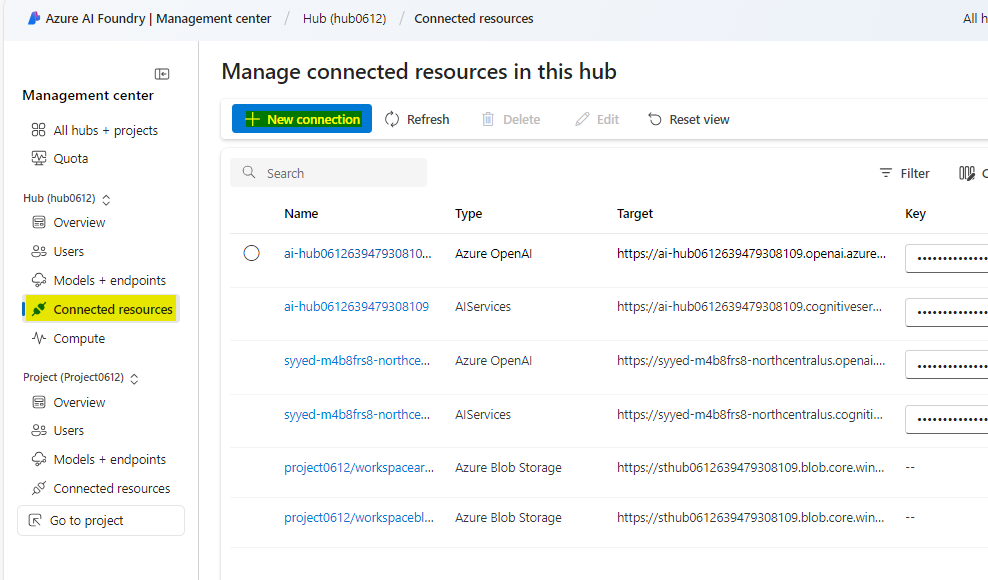 Azure AI Foundry | Management center / Hub (hub0612) / Connected resources All h
Management center
All hubs + projects
Quota
Hub (hub0612)
Overview
Users
Models + endpoints
Connected resources
Compute
Project (Project0612)
Overview
Users
Models + endpoints
Connected resources
Go to project
Manage connected resources in this hub
New connection Refresh Delete Edit Reset view
Search Filter C
Name Type Target Key
ai-hub06126394793081​0... Azure OpenAI https://ai-hub0612639479308109.openai.azure... ••••••••••••••
ai-hub0612639479308109 AIServices https://ai-hub0612639479308109.cognitiveser... ••••••••••••••
syyed-m4b8frs8-northce... Azure OpenAI https://syyed-m4b8frs8-northcentralus.openai.... ••••••••••••••
syyed-m4b8frs8-northce... AIServices https://syyed-m4b8frs8-northcentralus.cogniti... ••••••••••••••
project0612/workspacear... Azure Blob Storage https://sthub0612639479308109.blob.core.win... --
project0612/workspacebl... Azure Blob Storage https://sthub0612639479308109.blob.core.win... --